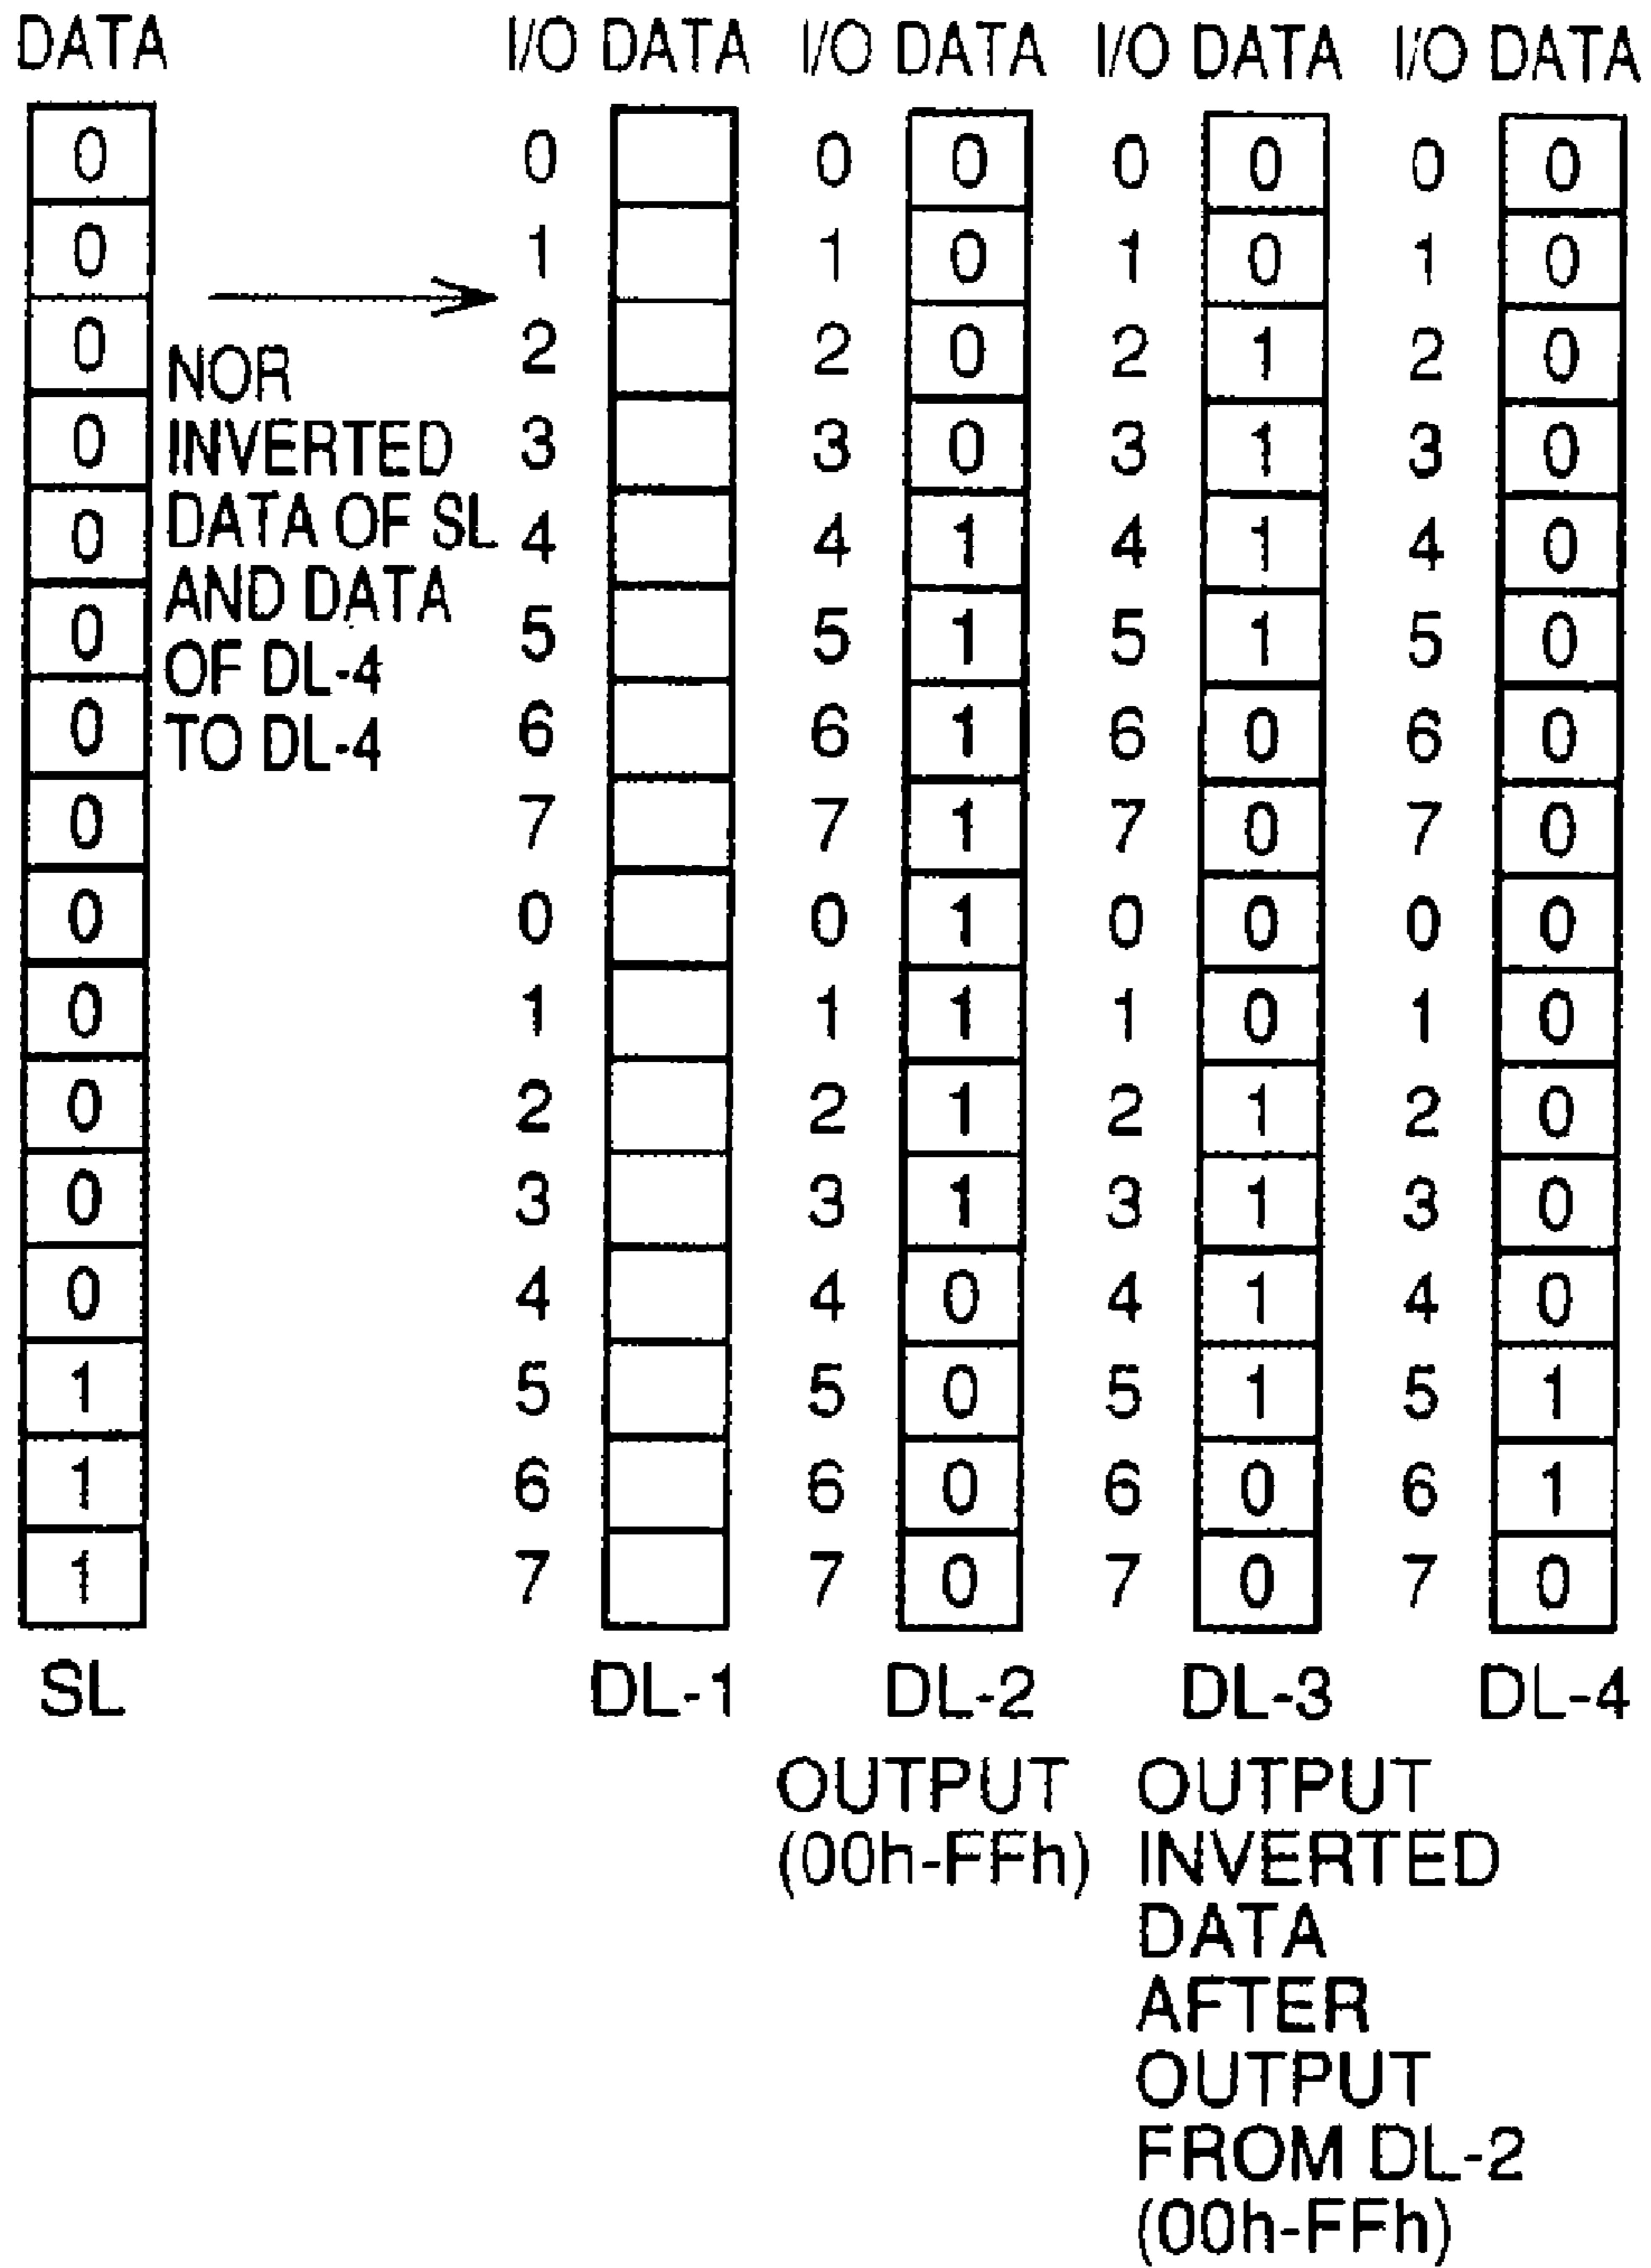 DATA I/O DATA I/O DATA I/O DATA I/O DATA
0 0 0 0 0 0 0 0
0 1 1 0 1 0 1 0
0 2 2 0 2 1 2 0
0 3 3 0 3 1 3 0
0 4 4 1 4 1 4 0
0 5 5 1 5 1 5 0
0 6 6 1 6 0 6 0
0 7 7 1 7 0 7 0
0 0 0 1 0 0 0 0
0 1 1 1 1 0 1 0
0 2 2 1 2 1 2 0
0 3 3 1 3 1 3 0
0 4 4 0 4 1 4 0
1 5 5 0 5 1 5 1
1 6 6 0 6 0 6 1
1 7 7 0 7 0 7 0
NOR
INVERTED
DATA OF SL
AND DATA
OF DL-4
TO DL-4
SL DL-1 DL-2 DL-3 DL-4
OUTPUT
(00h-FFh)
OUTPUT
INVERTED
DATA
AFTER
OUTPUT
FROM DL-2
(00h-FFh)